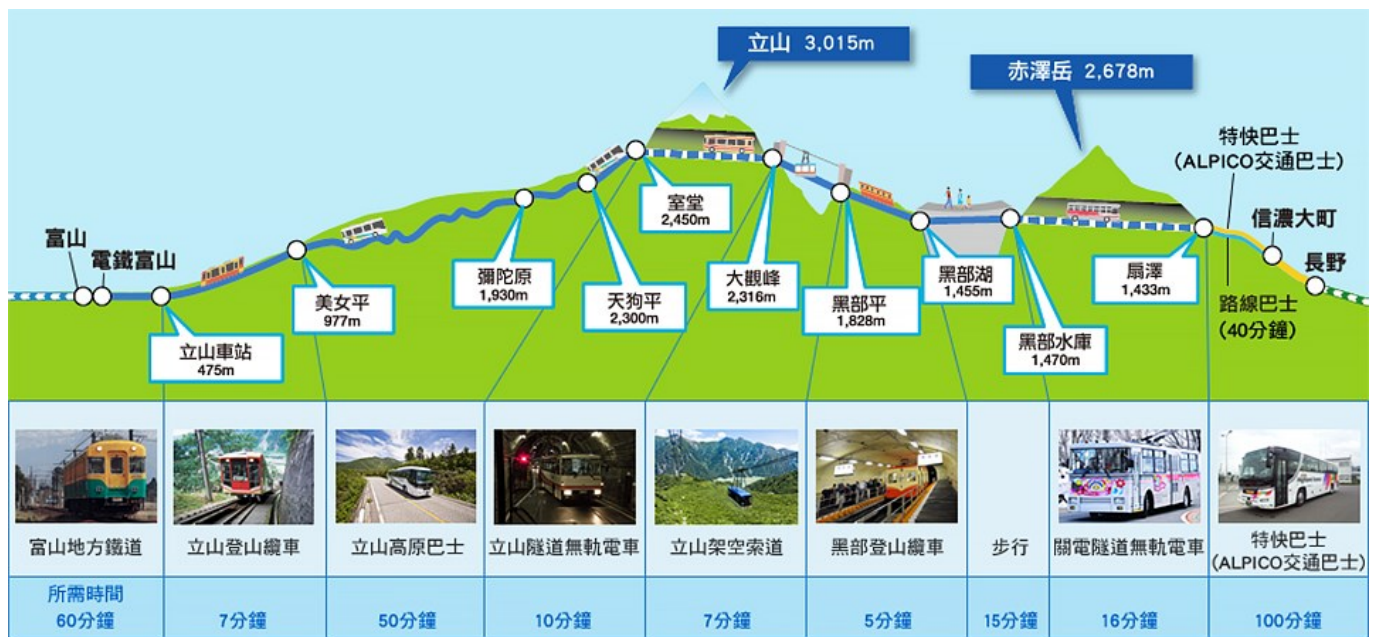 立山 3,015m
赤澤岳 2,678m
特快巴士
(ALPICO交通巴士)
富山
電鐵富山
信濃大町
長野
路線巴士
(40分鐘)
立山車站
475m
美女平
977m
彌陀原
1,930m
天狗平
2,300m
室堂
2,450m
大觀峰
2,316m
黑部平
1,828m
黑部湖
1,455m
黑部水庫
1,470m
扇澤
1,433m
富山地方鐵道
立山登山纜車
立山高原巴士
立山隧道無軌電車
立山架空索道
黑部登山纜車
步行
關電隧道無軌電車
特快巴士
(ALPICO交通巴士)
所需時間
60分鐘
7分鐘
50分鐘
10分鐘
7分鐘
5分鐘
15分鐘
16分鐘
100分鐘